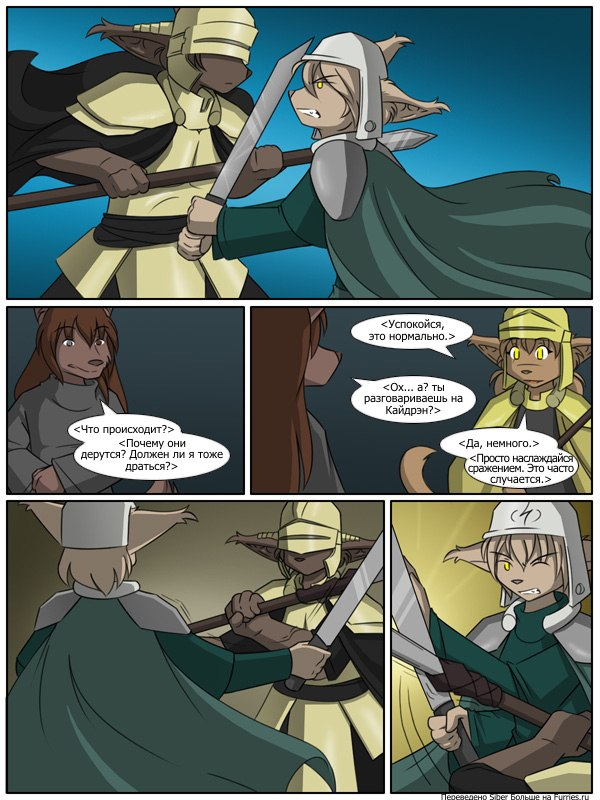 <Что происходит?>
<Почему они
дерутся? Должен ли я тоже
драться?>
<Успокойся,
это нормально.>
<Ох... а? ты
разговариваешь на
Кайдрэн?>
<Да, немного.>
<Просто наслаждайся
сражением. Это часто
случается.>
Переведено Siber Больше на Furries.ru